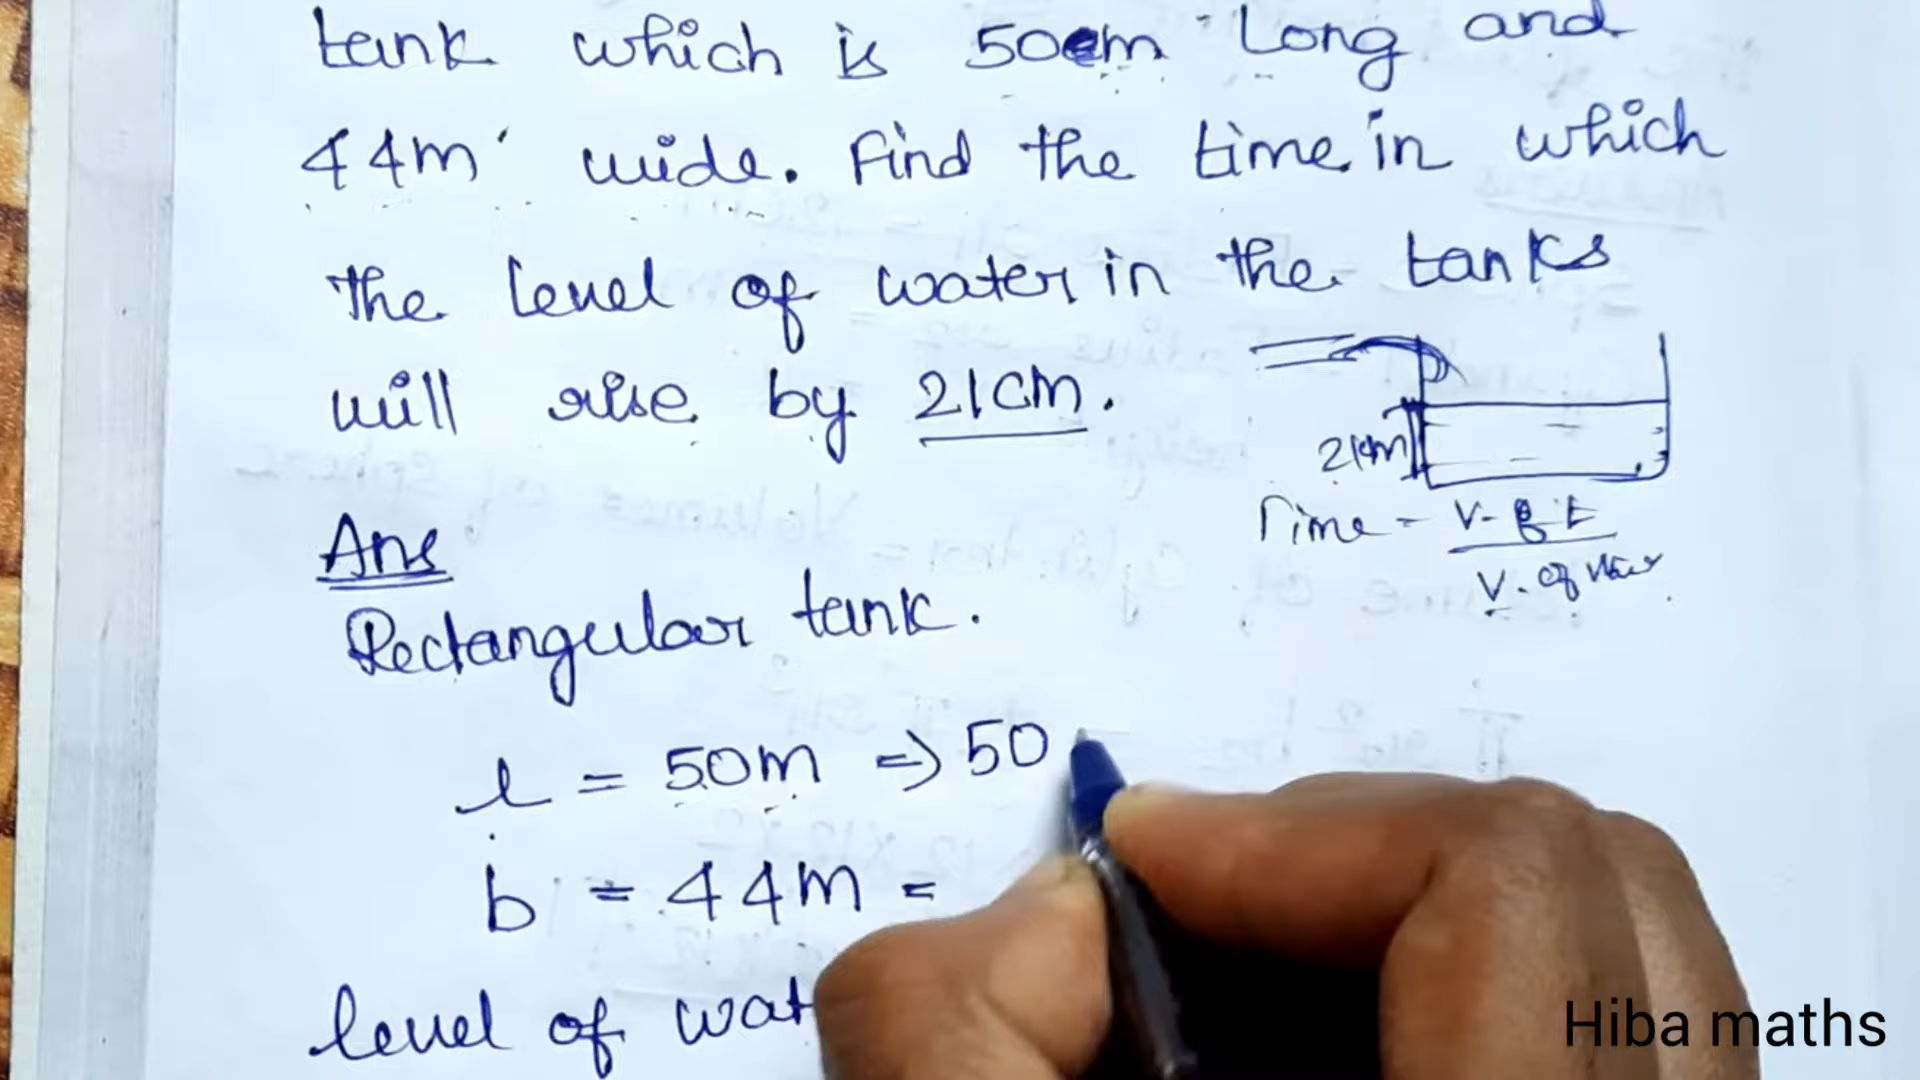 tank which is 50m Long and
44m wide. Find the time in which
the level of water in the tanks
will rise by 21cm.
21cm
Time = V. of t
V. of
Ans
Rectangular tank.
l = 50m => 50
b = 44m =
level of wat
Hiba maths